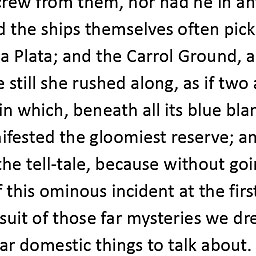 crew from them, nor had he in an
d the ships themselves often pick
a Plata; and the Carrol Ground, a
e still she rushed along, as if two a
in which, beneath all its blue blan
nifested the gloomiest reserve; an
the tell-tale, because without goin
f this ominous incident at the first
suit of those far mysteries we dre
ar domestic things to talk about.